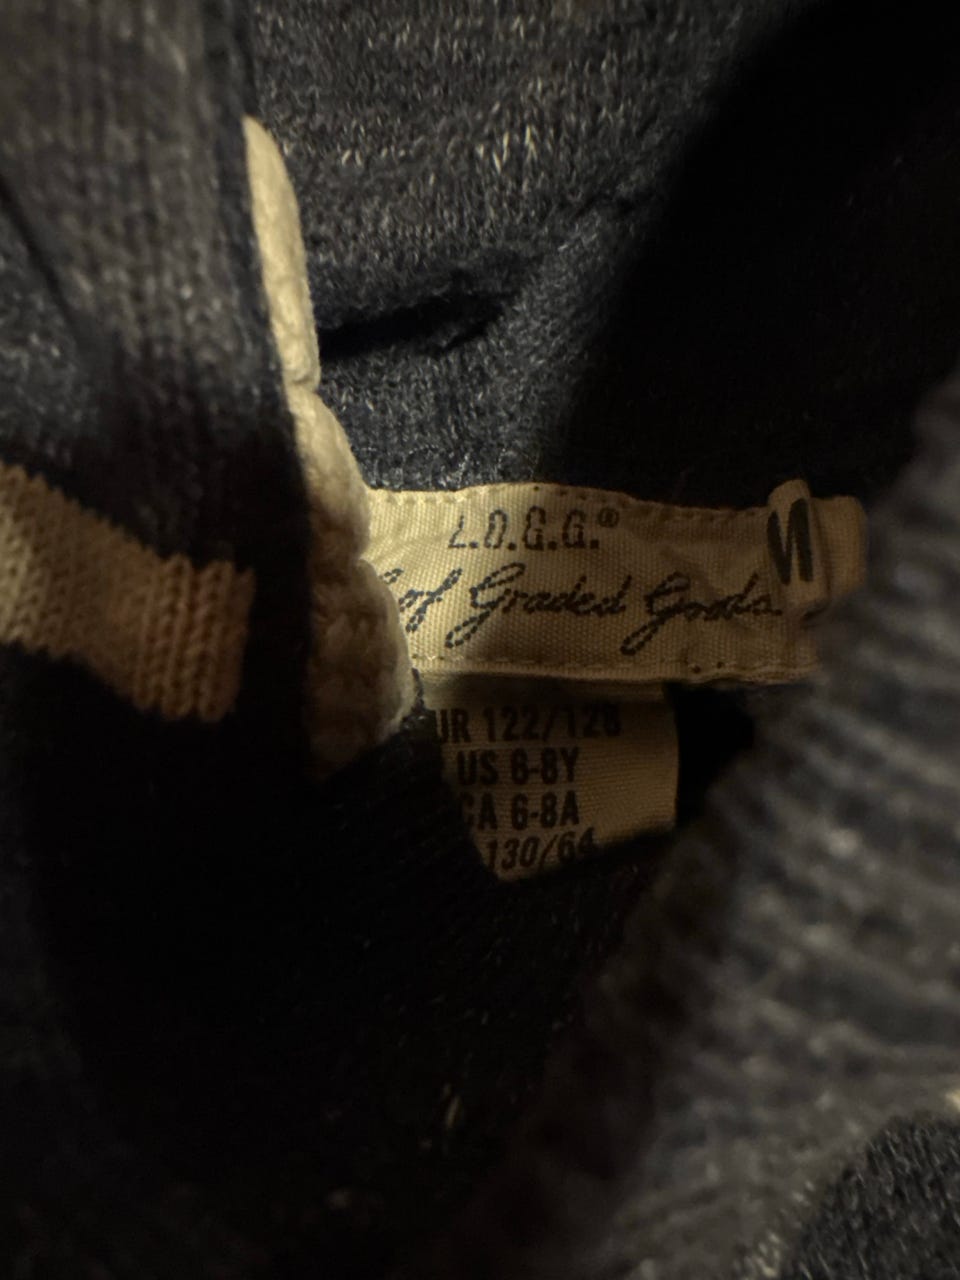 L.O.G.G.®
of Graded Goods
UR 122/128
US 6-8Y
CA 6-8A
130/64